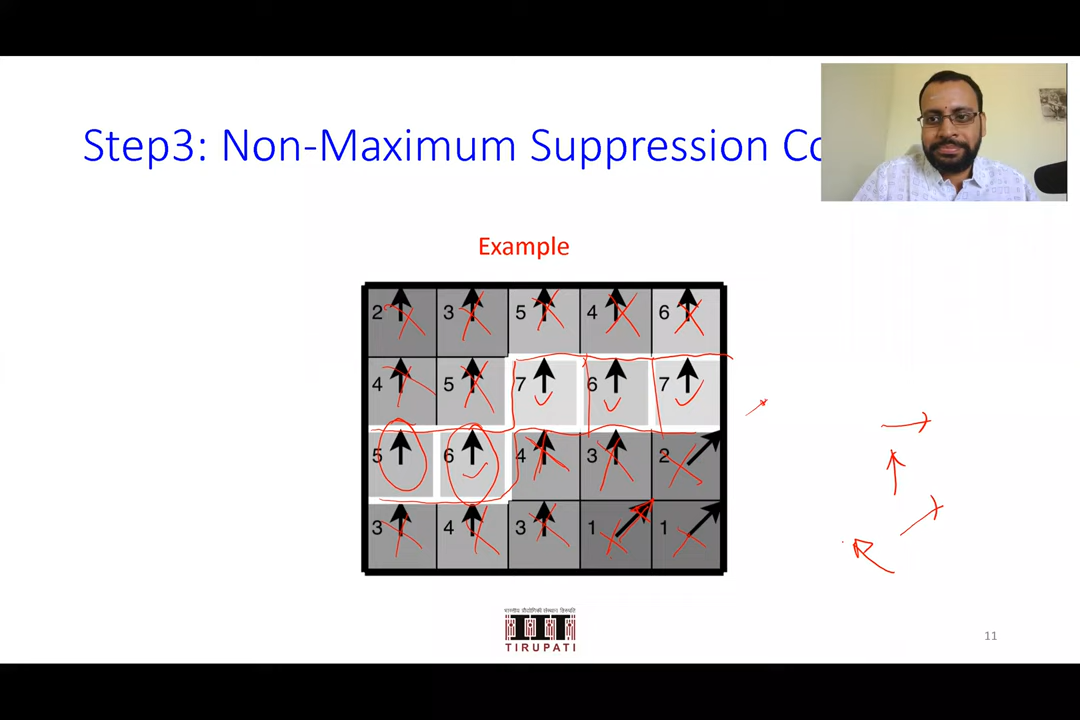 Step3: Non-Maximum Suppression Co
Example
2 3 5 4 6
4 5 7 6 7
5 6 4 3 2
3 4 3 1 1
TIRUPATI
11